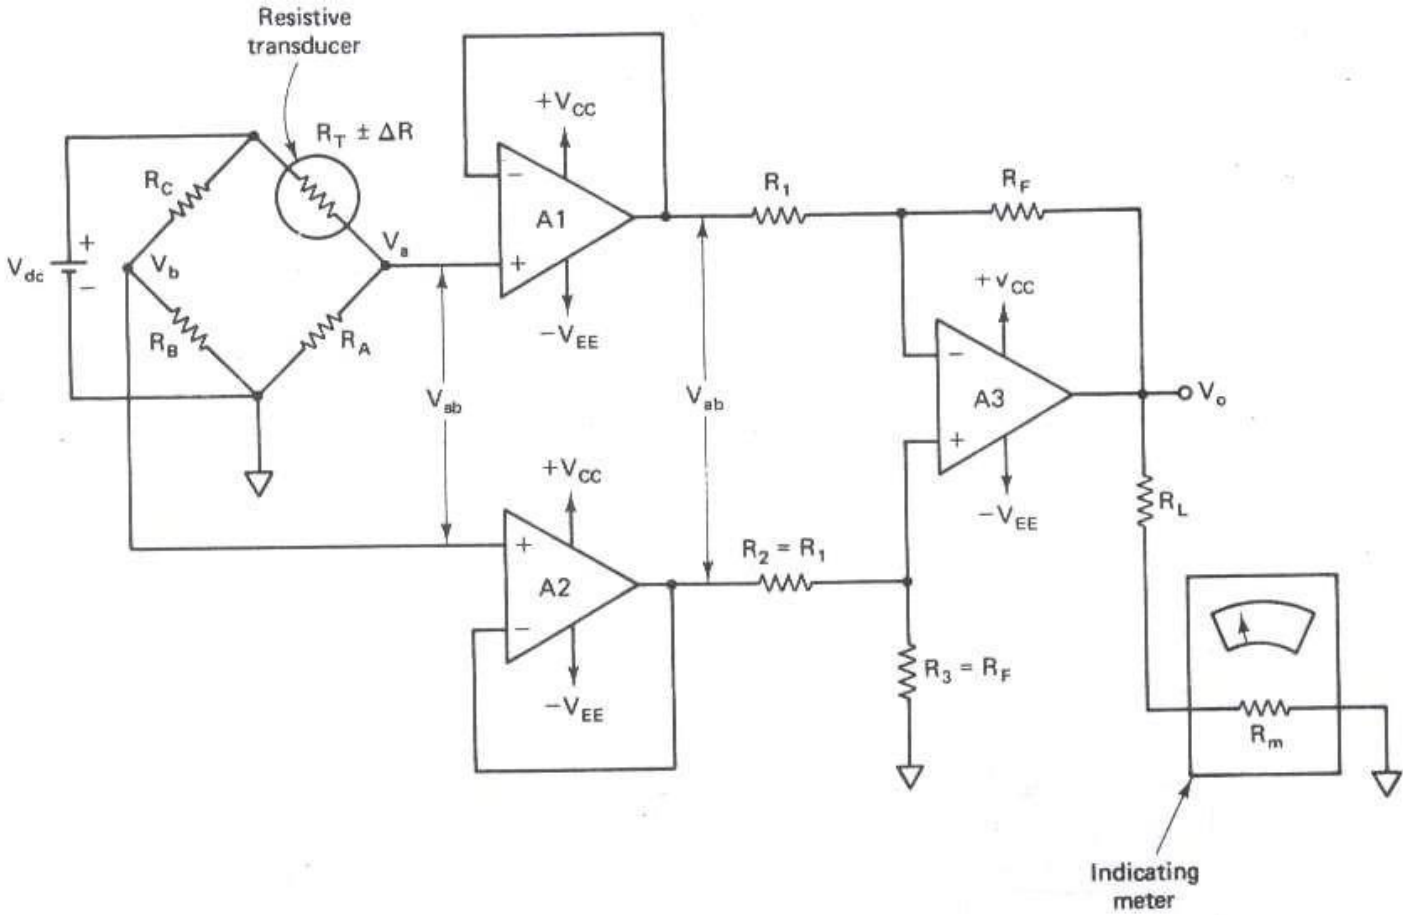 Resistive
transducer
R_T ± ΔR
R_C
V_a
V_b
V_dc
+
−
R_B
R_A
V_ab
+V_CC
−
A1
+
−V_EE
V_ab
+V_CC
+
A2
−
−V_EE
R_1
R_F
+v_CC
−
A3
+
−V_EE
V_o
R_2 = R_1
R_3 = R_F
R_L
R_m
Indicating
meter